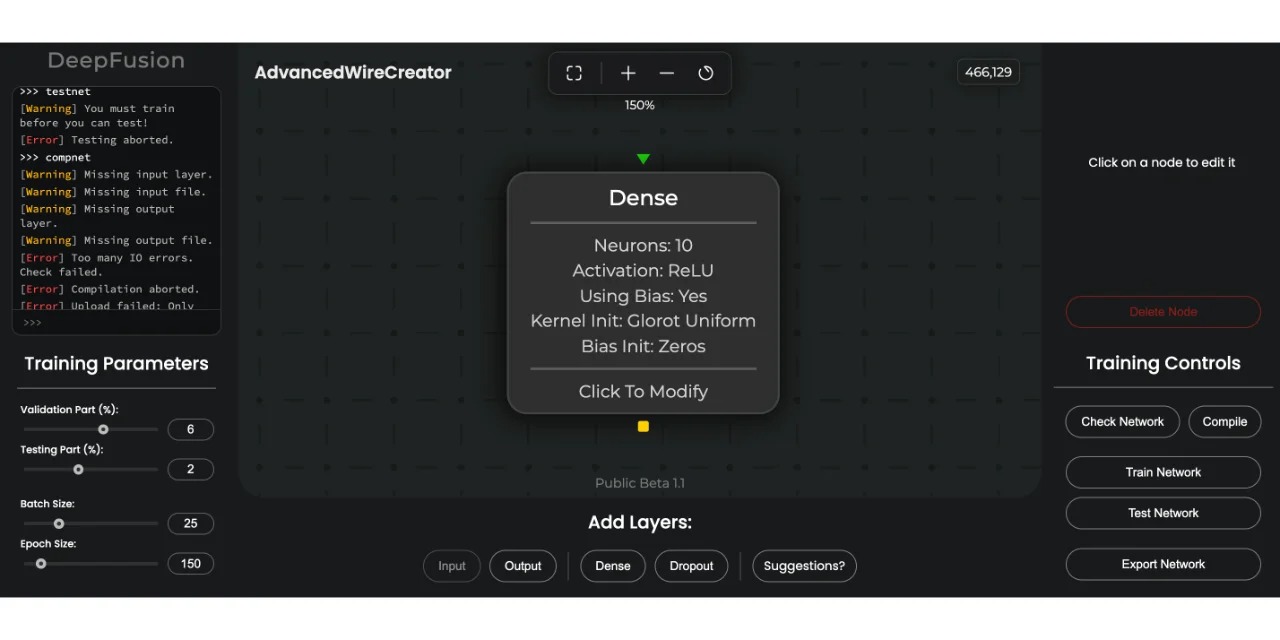 DeepFusion
>>> testnet
[Warning] You must train
before you can test!
[Error] Testing aborted.
>>> compnet
[Warning] Missing input layer.
[Warning] Missing input file.
[Warning] Missing output
layer.
[Warning] Missing output file.
[Error] Too many IO errors.
Check failed.
[Error] Compilation aborted.
[Error] Upload failed: Only
>>>
Training Parameters
Validation Part (%):
6
Testing Part (%):
2
Batch Size:
25
Epoch Size:
150
AdvancedWireCreator
150%
466,129
Dense
Neurons: 10
Activation: ReLU
Using Bias: Yes
Kernel Init: Glorot Uniform
Bias Init: Zeros
Click To Modify
Public Beta 1.1
Add Layers:
Input Output Dense Dropout Suggestions?
Click on a node to edit it
Delete Node
Training Controls
Check Network Compile
Train Network
Test Network
Export Network